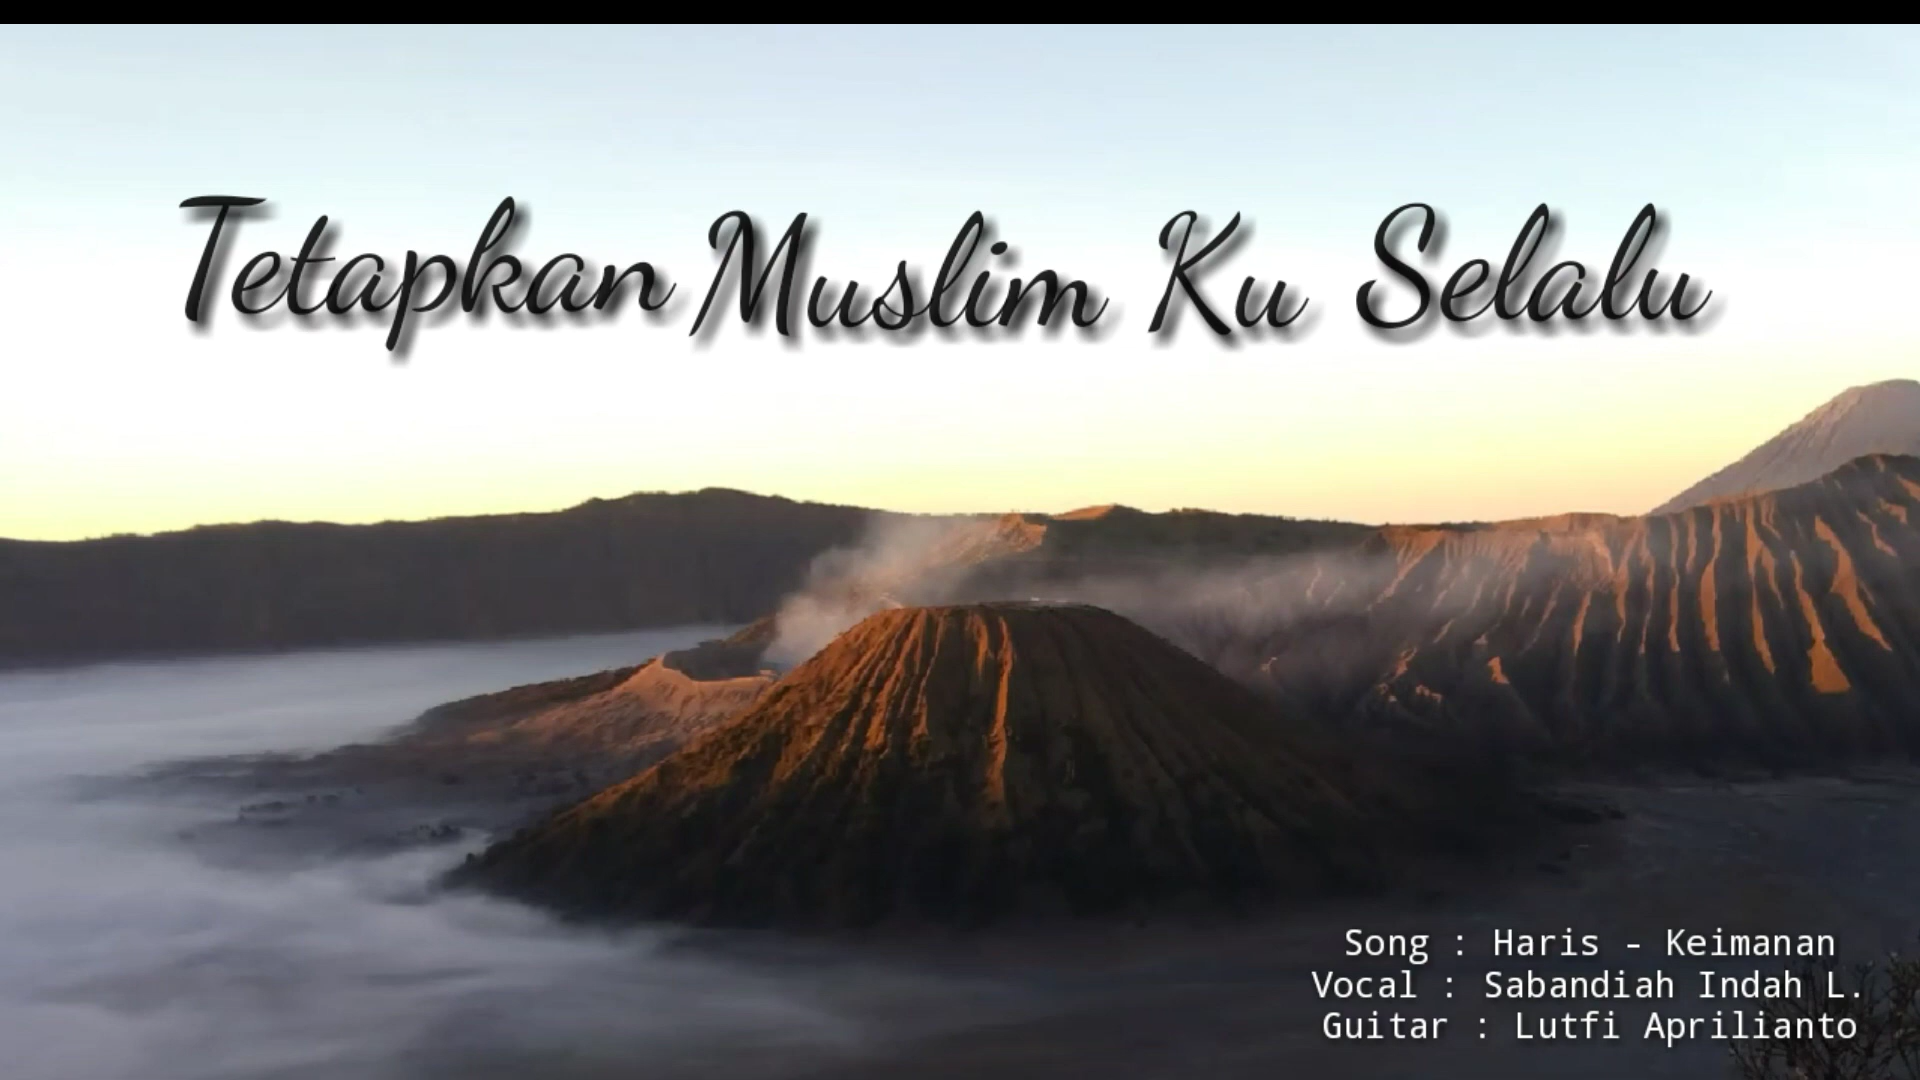 Tetapkan Muslim Ku Selalu
Song : Haris - Keimanan
Vocal : Sabandiah Indah L.
Guitar : Lutfi Aprilianto